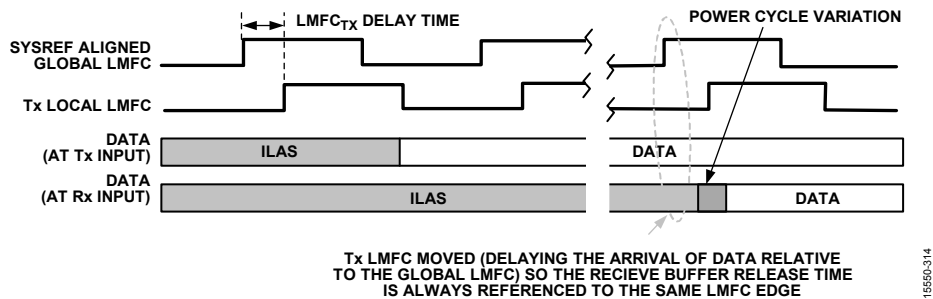 LMFCTX DELAY TIME
POWER CYCLE VARIATION
SYSREF ALIGNED
GLOBAL LMFC
Tx LOCAL LMFC
DATA
(AT Tx INPUT)
ILAS
DATA
DATA
(AT Rx INPUT)
ILAS
DATA
Tx LMFC MOVED (DELAYING THE ARRIVAL OF DATA RELATIVE
TO THE GLOBAL LMFC) SO THE RECIEVE BUFFER RELEASE TIME
IS ALWAYS REFERENCED TO THE SAME LMFC EDGE
15550-314